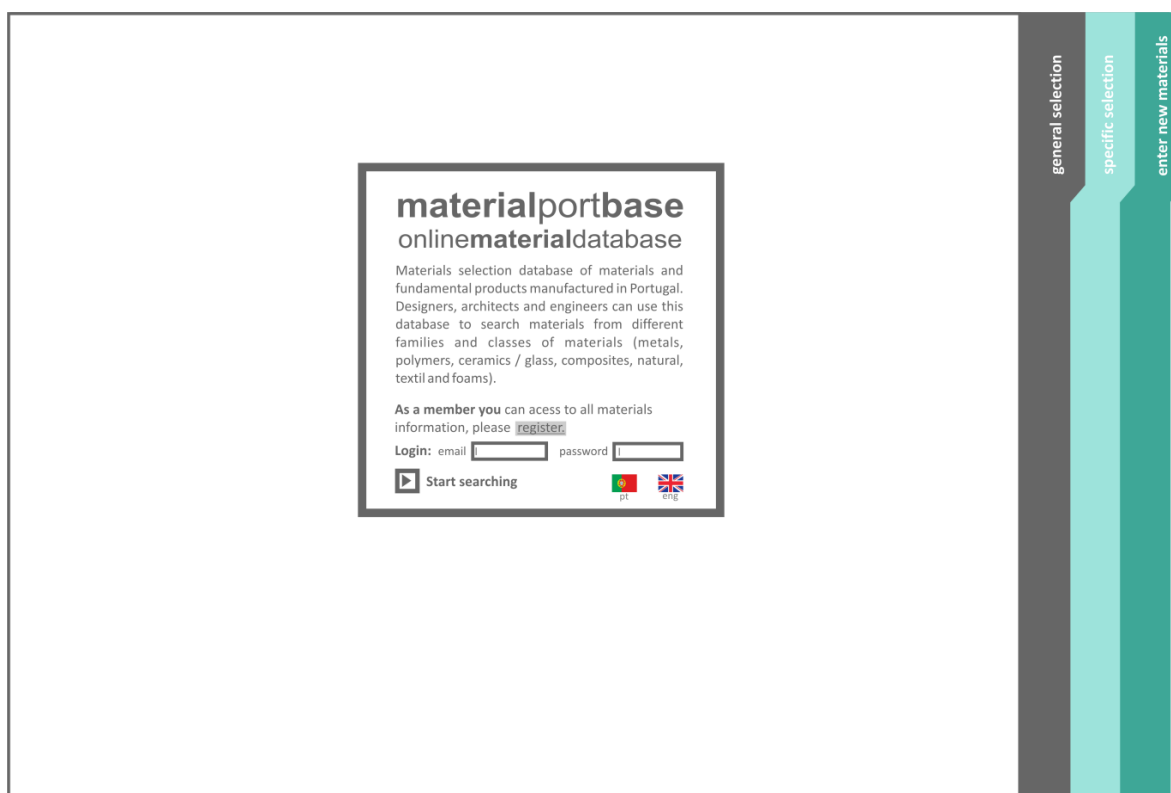 materialportbase
onlinematerialdatabase
Materials selection database of materials and
fundamental products manufactured in Portugal.
Designers, architects and engineers can use this
database to search materials from different
families and classes of materials (metals,
polymers, ceramics / glass, composites, natural,
textil and foams).
As a member you can acess to all materials
information, please register.
Login: email password
Start searching
pt eng
general selection
specific selection
enter new materials